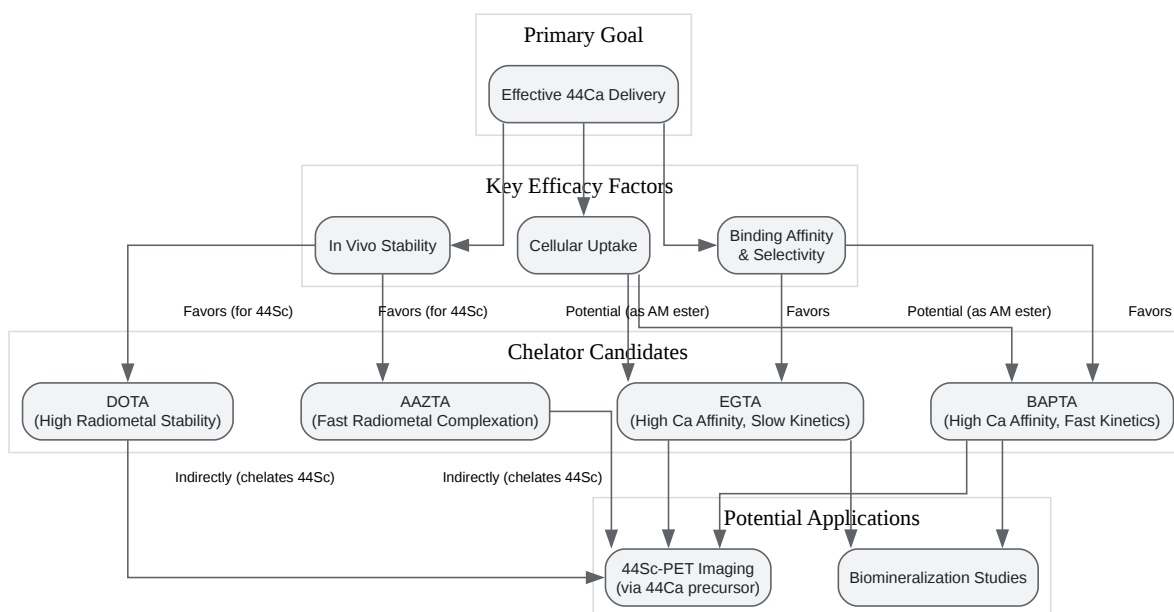 Primary Goal
Effective 44Ca Delivery
Key Efficacy Factors
In Vivo Stability
Cellular Uptake
Binding Affinity
& Selectivity
Favors (for 44Sc)
Favors (for 44Sc)
Potential (as AM ester)
Favors
Potential (as AM ester)
Favors
Chelator Candidates
DOTA
(High Radiometal Stability)
AAZTA
(Fast Radiometal Complexation)
EGTA
(High Ca Affinity, Slow Kinetics)
BAPTA
(High Ca Affinity, Fast Kinetics)
Indirectly (chelates 44Sc)
Indirectly (chelates 44Sc)
Potential Applications
44Sc-PET Imaging
(via 44Ca precursor)
Biomineralization Studies